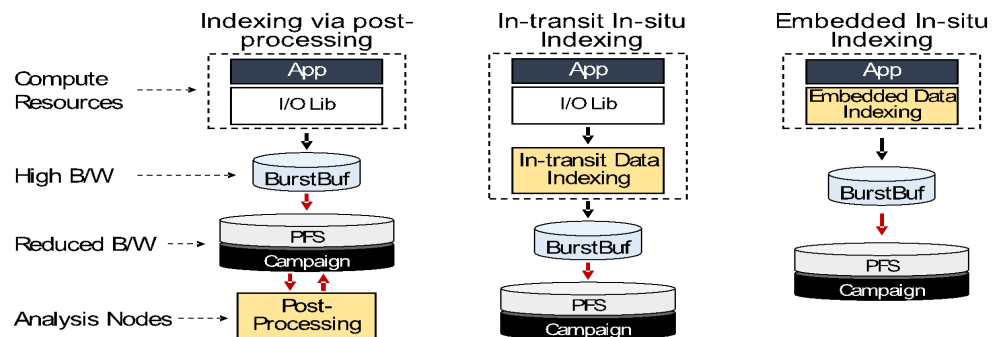 Indexing via post-
processing
App
I/O Lib
BurstBuf
PFS
Campaign
Post-
Processing
Compute
Resources
High B/W
Reduced B/W
Analysis Nodes
In-transit In-situ
Indexing
App
I/O Lib
In-transit Data
Indexing
BurstBuf
PFS
Campaign
Embedded In-situ
Indexing
App
Embedded Data
Indexing
BurstBuf
PFS
Campaign